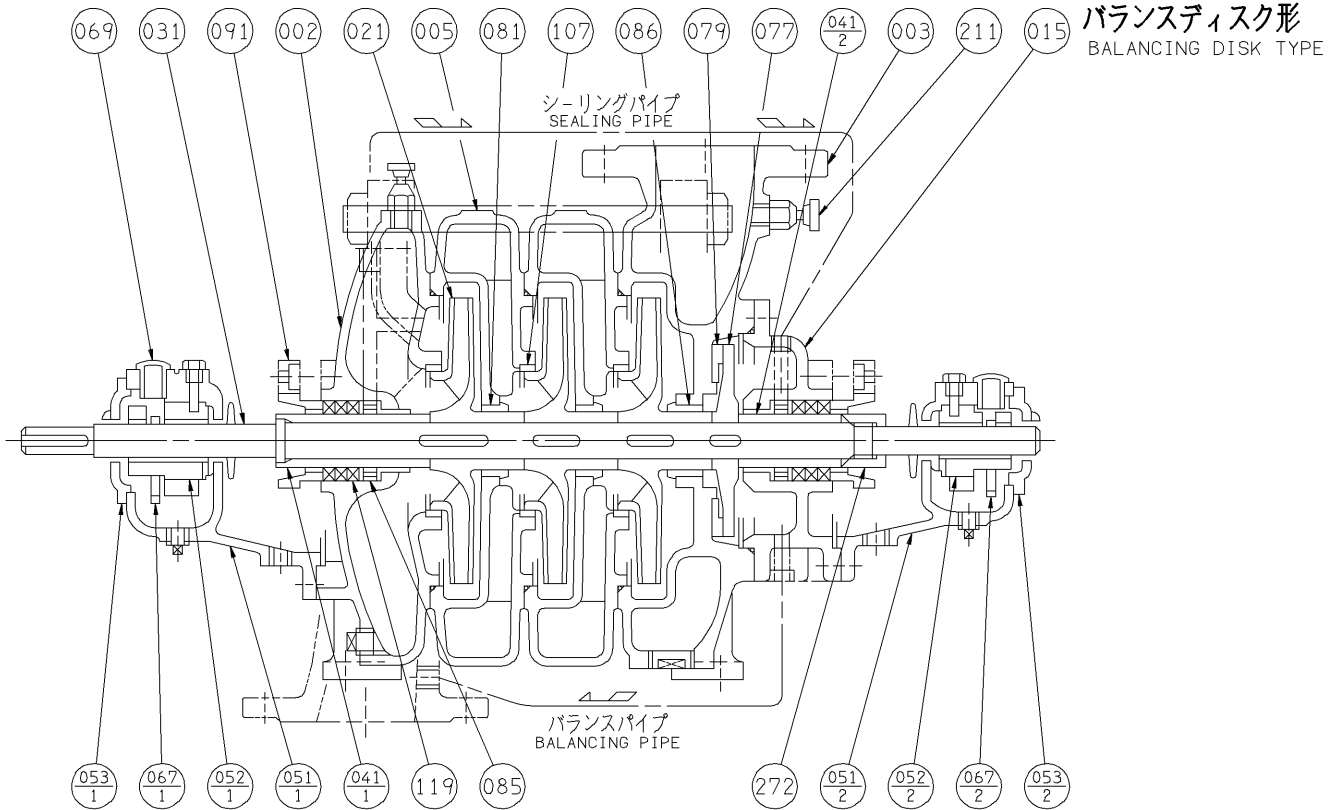 バランスディスク形
BALANCING DISK TYPE
069 031 091 002 021 005 081 107 086 079 077 041/2 003 211 015
シーリングパイプ
SEALING PIPE
バランスパイプ
BALANCING PIPE
053/1 067/1 052/1 051/1 041/1 119 085 272 051/2 052/2 067/2 053/2